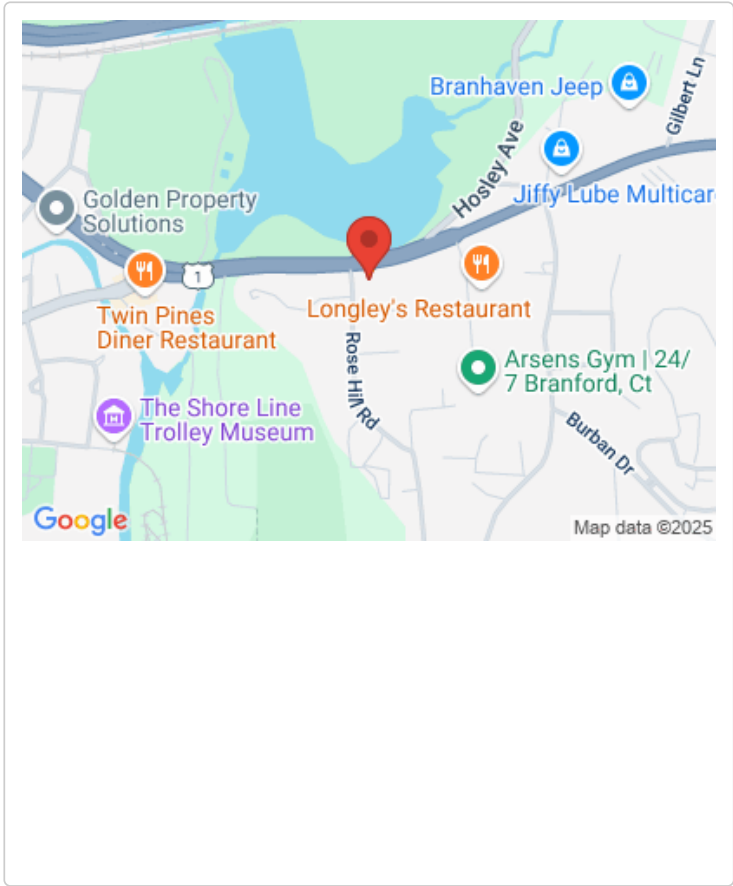 Branhaven Jeep
Gilbert Ln
Hosley Ave
Jiffy Lube Multicar
Golden Property
Solutions
1
Twin Pines
Diner Restaurant
Longley's Restaurant
Rose Hill Rd
Arsens Gym | 24/
7 Branford, Ct
The Shore Line
Trolley Museum
Burban Dr
Google
Map data ©2025